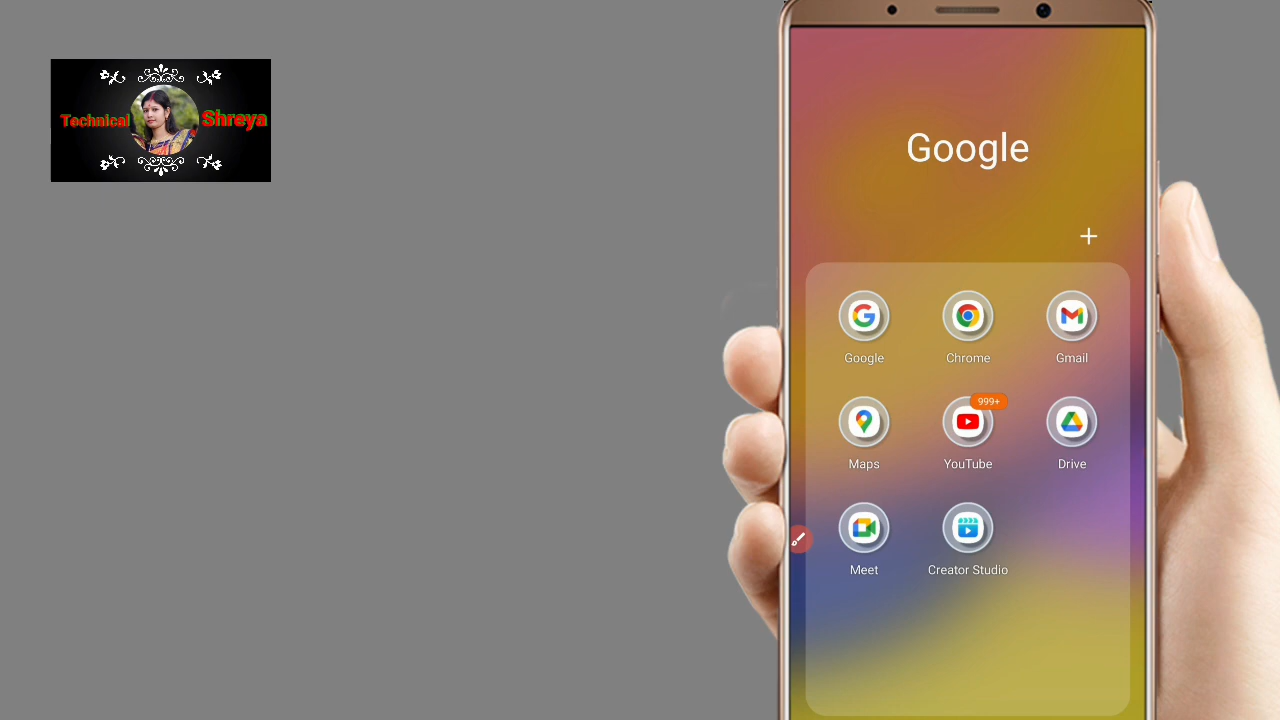 Technical Shreya
Google
+
Google Chrome Gmail
999+
Maps YouTube Drive
Meet Creator Studio